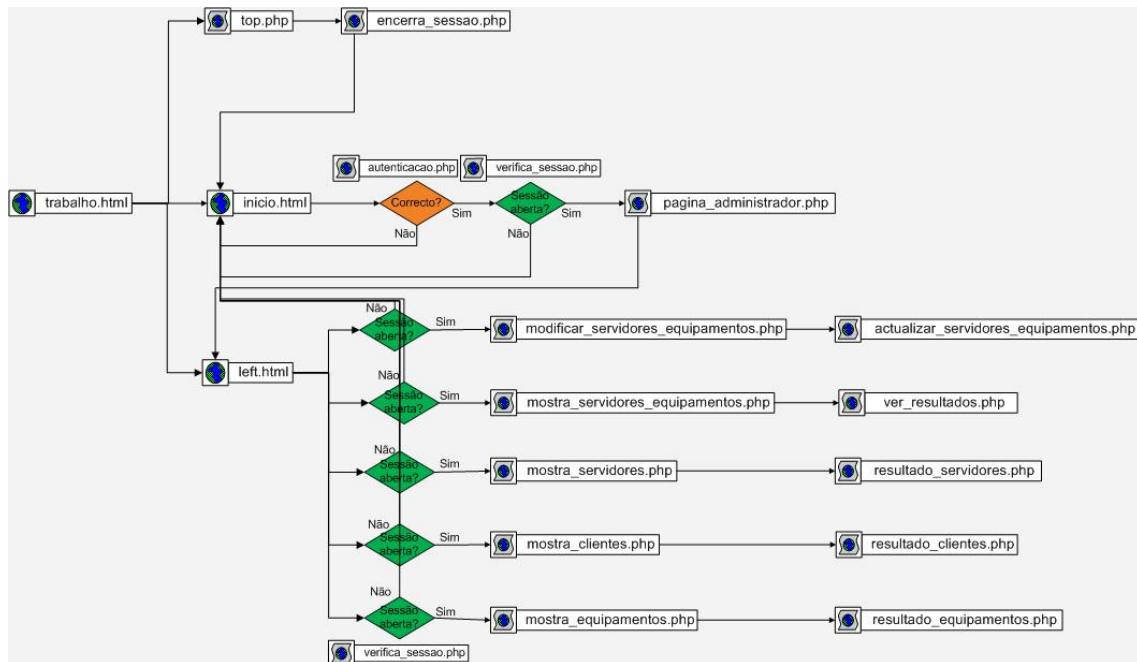 top.php
encerra_sessao.php
autenticacao.php
verifica_sessao.php
trabalho.html
inicio.html
Correcto?
Sim
Não
Sessão
aberta?
Sim
Não
pagina_administrador.php
left.html
Não
Sessão
aberta?
Sim
modificar_servidores_equipamentos.php
actualizar_servidores_equipamentos.php
Não
Sessão
aberta?
Sim
mostra_servidores_equipamentos.php
ver_resultados.php
Não
Sessão
aberta?
Sim
mostra_servidores.php
resultado_servidores.php
Não
Sessão
aberta?
Sim
mostra_clientes.php
resultado_clientes.php
Não
Sessão
aberta?
Sim
mostra_equipamentos.php
resultado_equipamentos.php
verifica_sessao.php